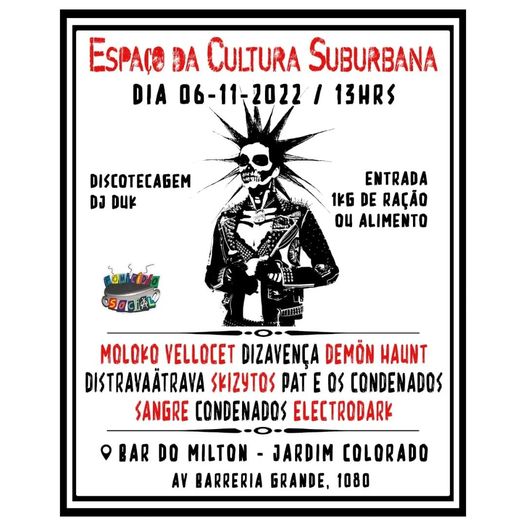 Espaço da Cultura Suburbana
DIA 06-11-2022 / 13HRS
DISCOTECAGEM
DJ DUK
ENTRADA
1KG DE RAÇÃO
OU ALIMENTO
SOCIAL
MOLOKO VELLOCET DIZAVENÇA DEMÖN HAUNT
DISTRAVAÄTRAVA SKIZYTOS PAT E OS CONDENADOS
SANGRE CONDENADOS ELECTRODARK
BAR DO MILTON - JARDIM COLORADO
AV BARRERIA GRANDE, 1080